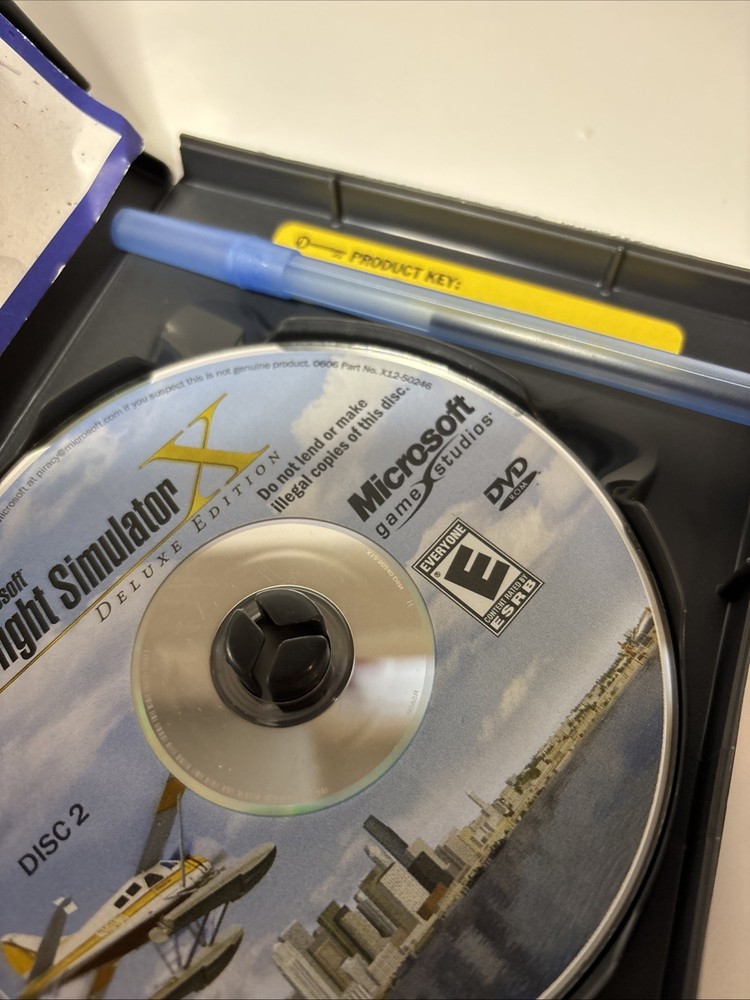 PRODUCT KEY:
microsoft.com if you suspect this is not genuine product. 0606 Part No. X12-50246
piracy@microsoft.com
Do not lend or make
illegal copies of this disc.
Microsoft
game studios
DVD
ROM
Simulator X
DELUXE EDITION
EVERYONE
E
CONTENT RATED BY
ESRB
DISC 2